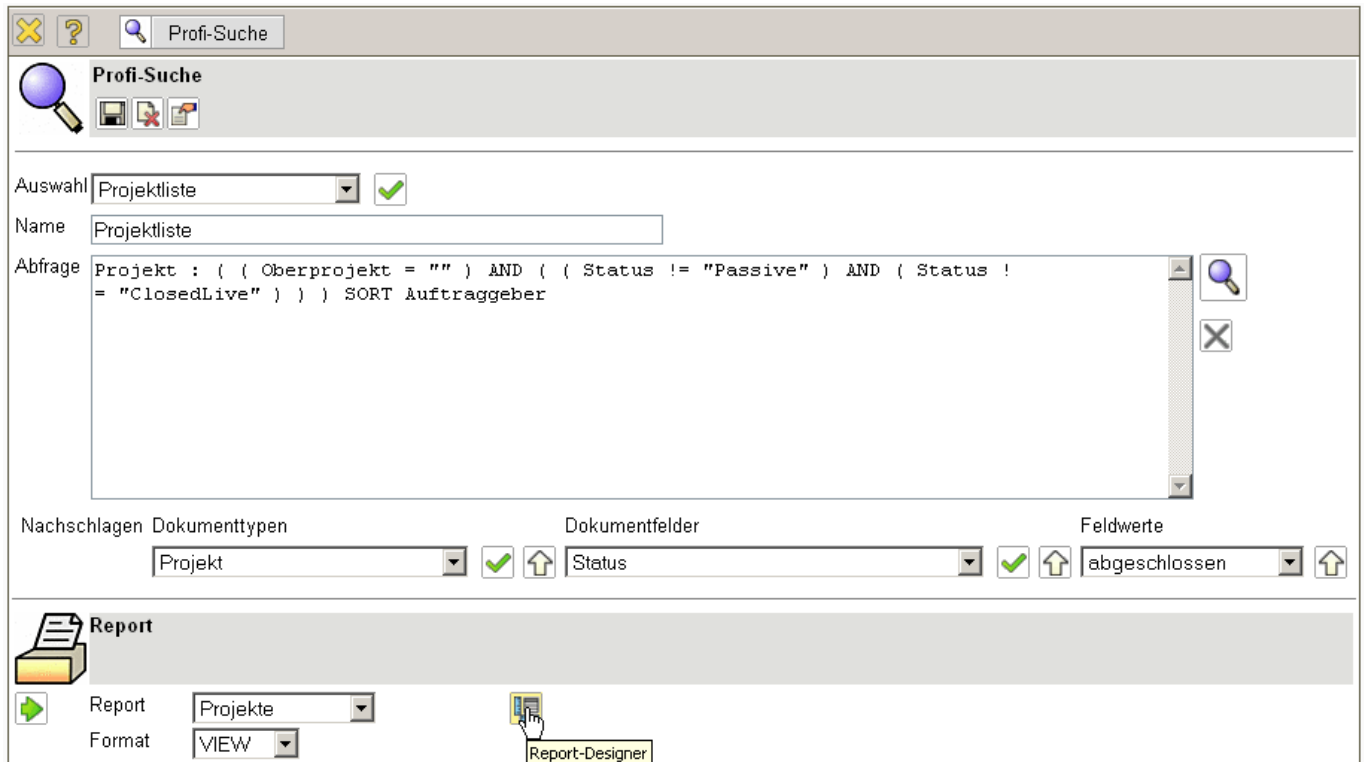 Profi-Suche
Profi-Suche
Auswahl Projektliste
Name Projektliste
Abfrage Projekt : ( ( Oberprojekt = "" ) AND ( ( Status != "Passive" ) AND ( Status !
= "ClosedLive" ) ) ) SORT Auftraggeber
Nachschlagen Dokumenttypen Dokumentfelder Feldwerte
Projekt Status abgeschlossen
Report
Report Projekte
Format VIEW
Report-Designer